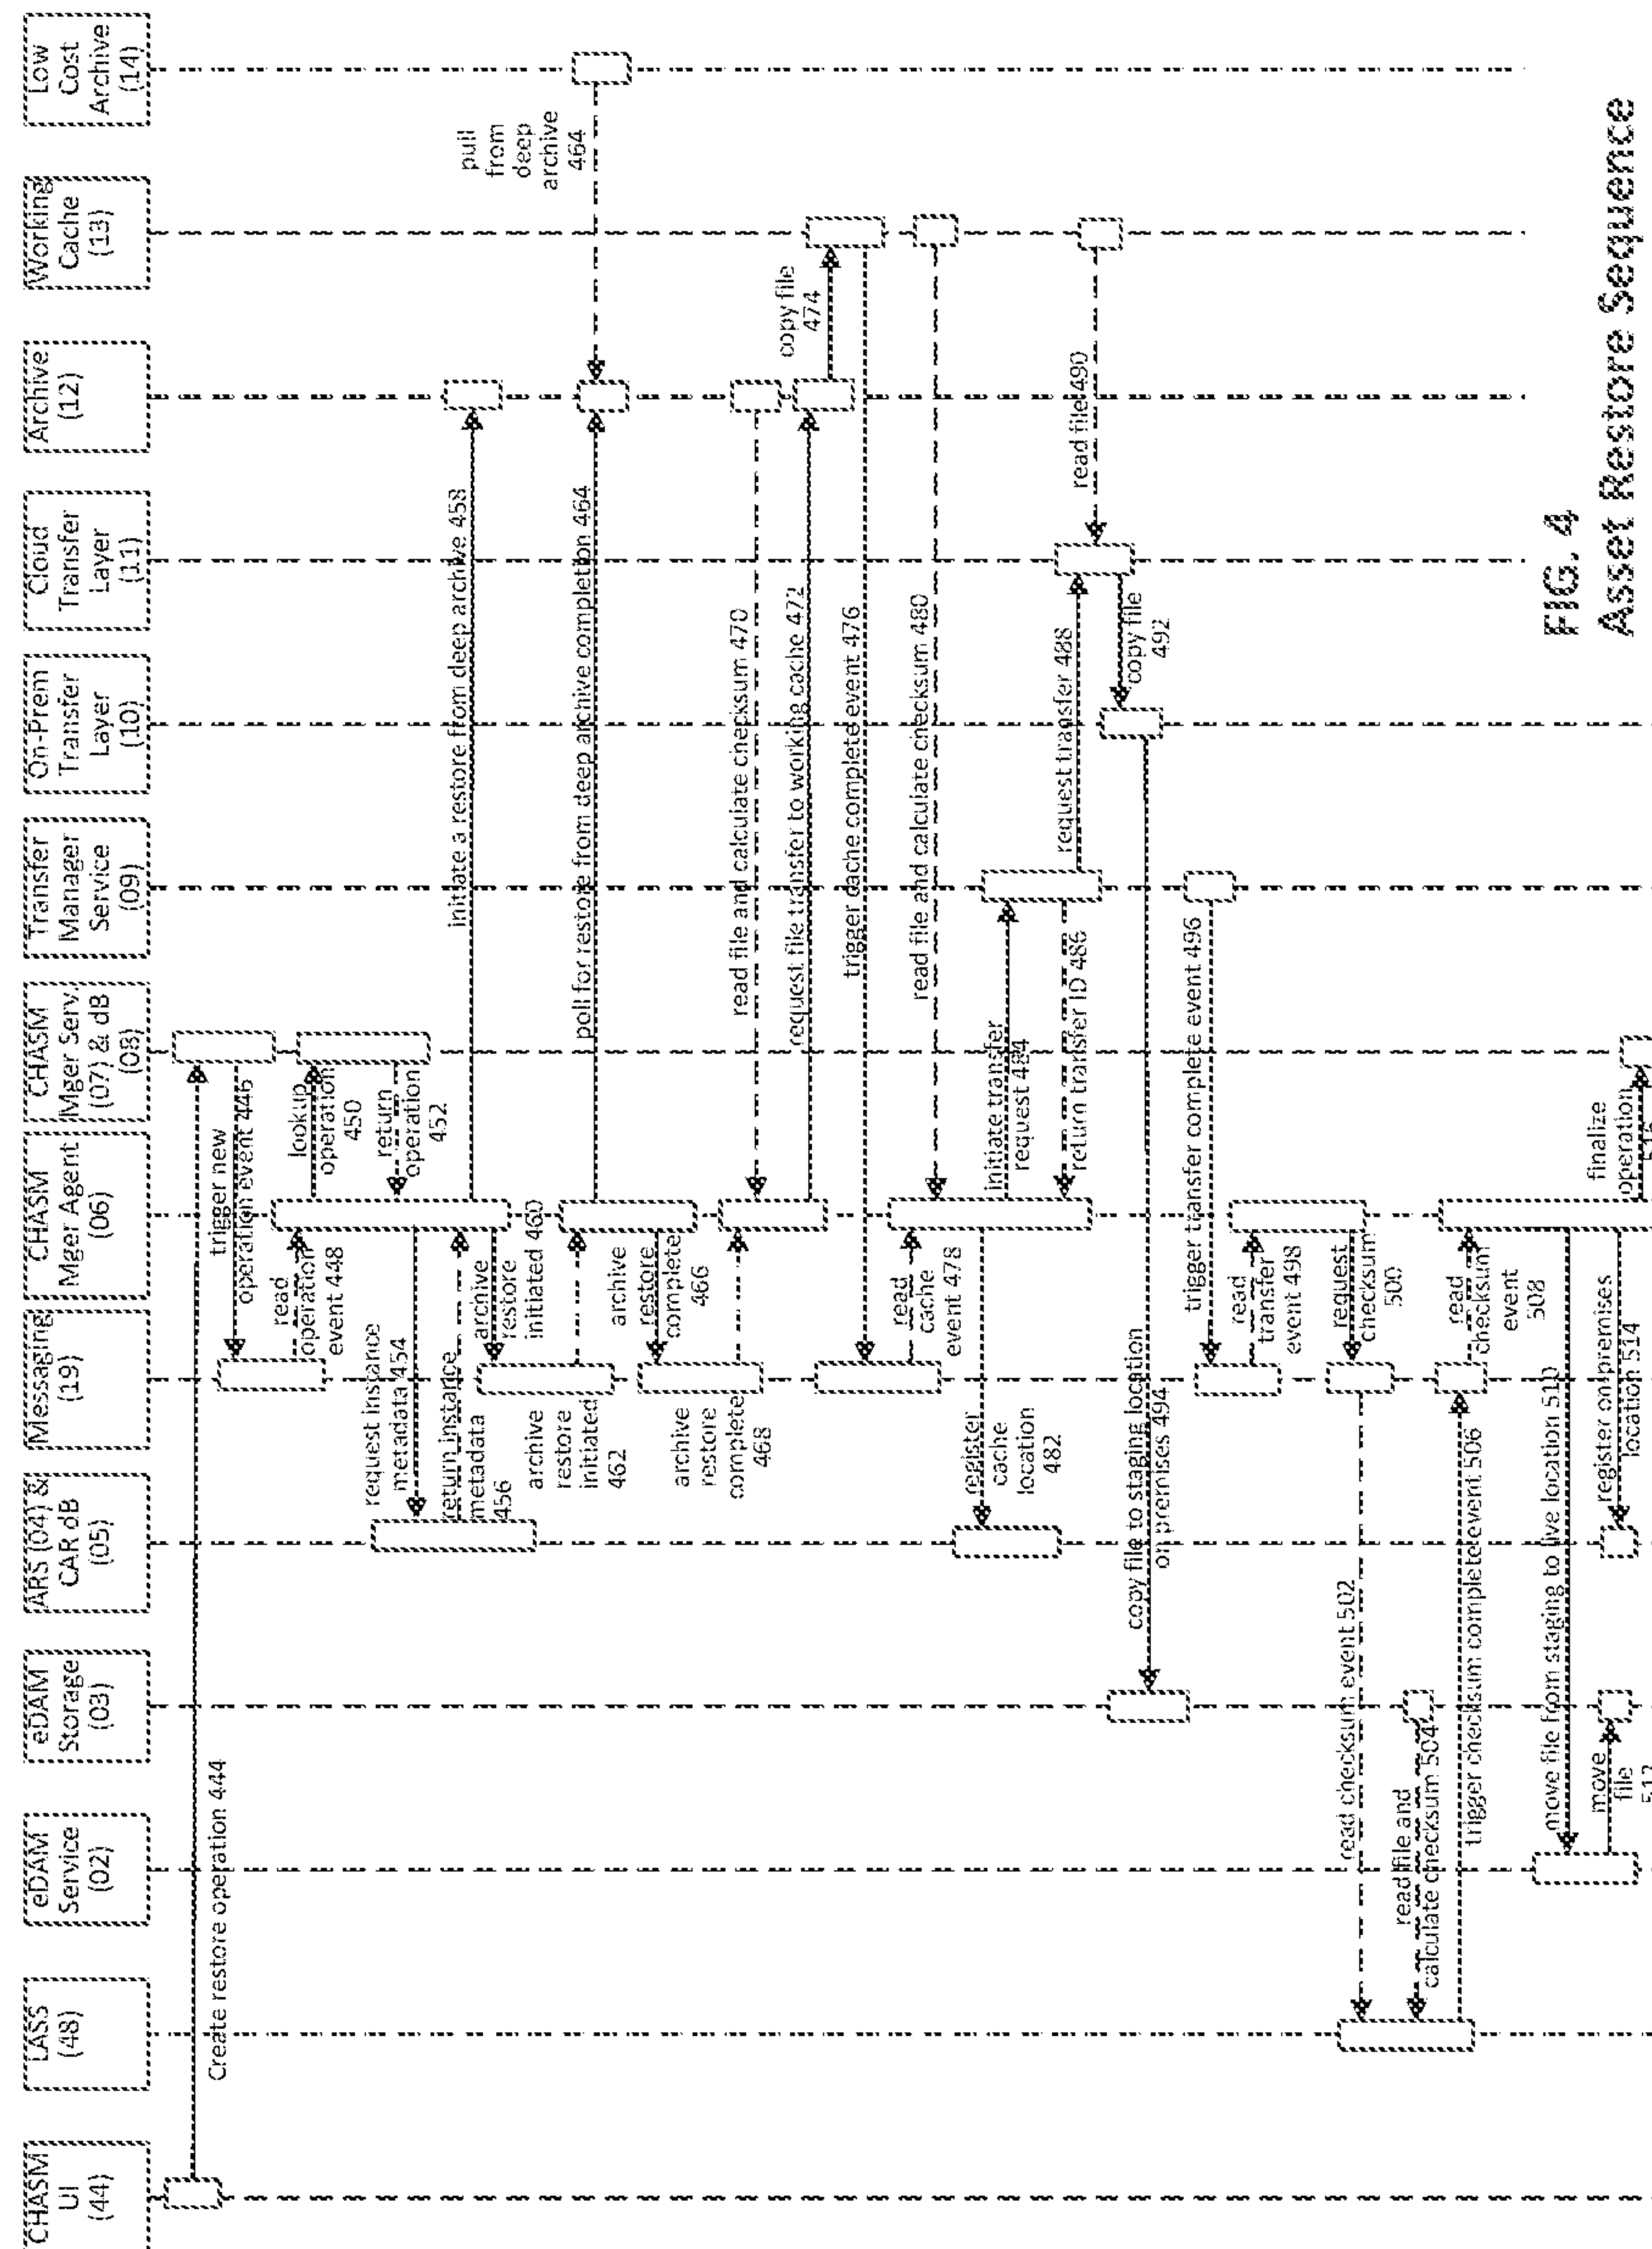 CHASM
UI
(44)
LASS
(48)
eDAM
Service
(02)
eDAM
Storage
(03)
ARS (04) &
CAR dB
(05)
Messaging
(19)
CHASM
Mger Agent
(06)
CHASM
Mger Serv.
(07) & dB
(08)
Transfer
Manager
Service
(09)
On-Prem
Transfer
Layer
(10)
Cloud
Transfer
Layer
(11)
Archive
(12)
Working
Cache
(13)
Low
Cost
Archive
(14)
Create restore operation 444
trigger new
operation event 446
read
operation
event 448
lookup
operation
450
return
operation
452
request instance
metadata 454
return instance
metadata
456
initiate a restore from deep archive 458
archive
restore
initiated 460
archive
restore
initiated
462
poll for restore from deep archive completion 464
pull
from
deep
archive
464
archive
restore
complete
466
archive
restore
complete
468
read file and calculate checksum 470
request file transfer to working cache 472
copy file
474
trigger cache complete event 476
read
cache
event 478
read file and calculate checksum 480
register
cache
location
482
initiate transfer
request 484
return transfer ID 486
request transfer 488
read file 490
copy file
492
copy file to staging location
on premises 494
trigger transfer complete event 496
read
transfer
event 498
request
checksum
500
read checksum event 502
read file and
calculate checksum 504
trigger checksum complete event 506
read
checksum
event
508
move file from staging to live location 510
move
file
512
register on premises
location 514
finalize
operation
516
FIG. 4
Asset Restore Sequence